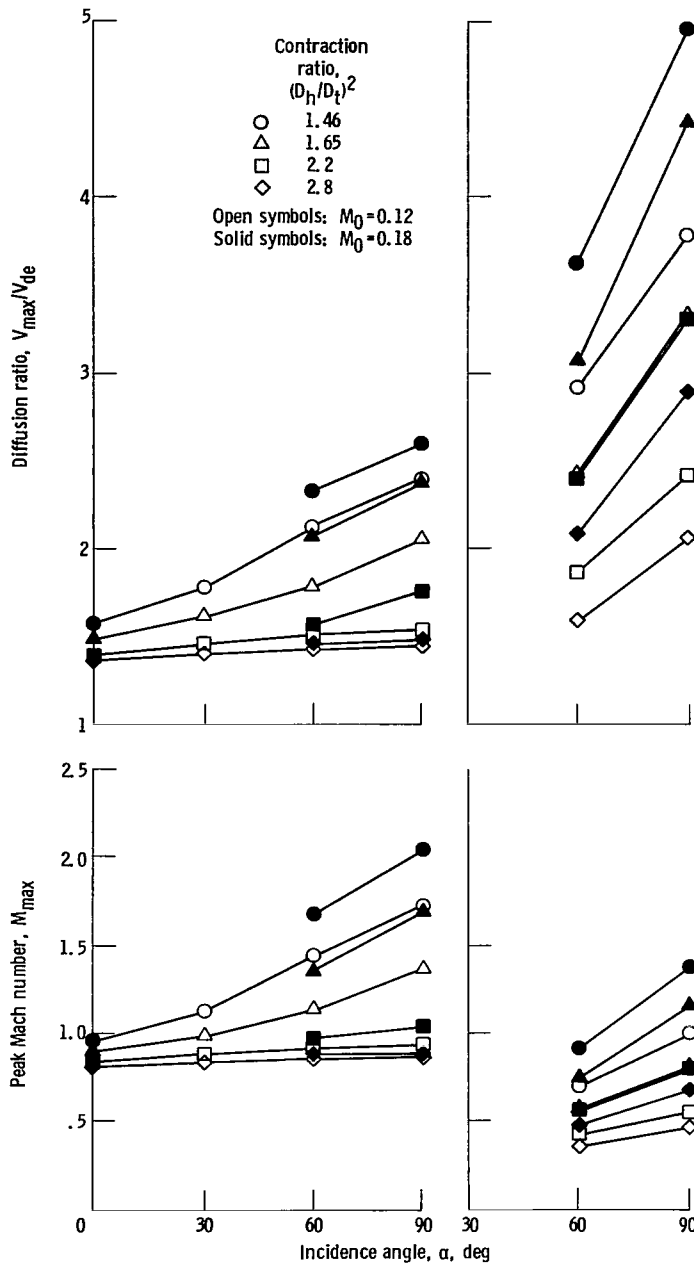 5
4
3
2
1
Diffusion ratio, V_max/V_de
Contraction
ratio,
(D_h/D_t)^2
1.46
1.65
2.2
2.8
Open symbols: M_0=0.12
Solid symbols: M_0=0.18
2.5
2.0
1.5
1.0
.5
0
Peak Mach number, M_max
30
60
90
30
60
90
Incidence angle, α, deg